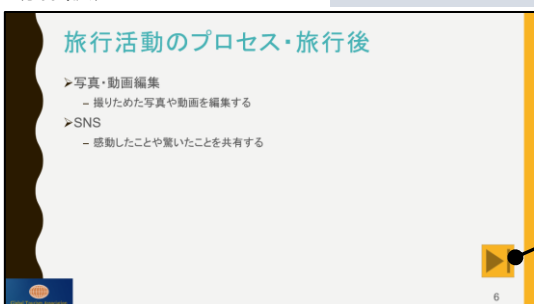 旅行活動のプロセス・旅行後
➢写真・動画編集
– 撮りためた写真や動画を編集する
➢SNS
– 感動したことや驚いたことを共有する
6